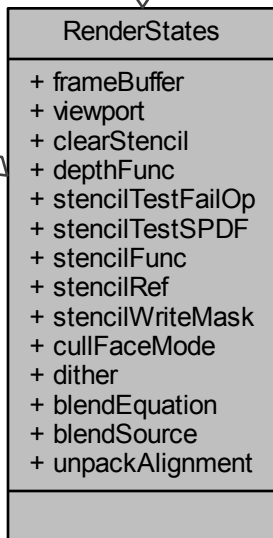 RenderStates
+ frameBuffer
+ viewport
+ clearStencil
+ depthFunc
+ stencilTestFailOp
+ stencilTestSPDF
+ stencilFunc
+ stencilRef
+ stencilWriteMask
+ cullFaceMode
+ dither
+ blendEquation
+ blendSource
+ unpackAlignment